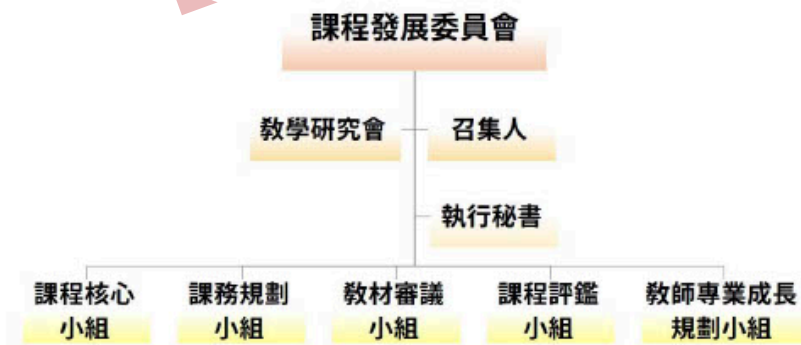 課程發展委員會
教學研究會
召集人
執行秘書
課程核心
小組
課務規劃
小組
教材審議
小組
課程評鑑
小組
教師專業成長
規劃小組